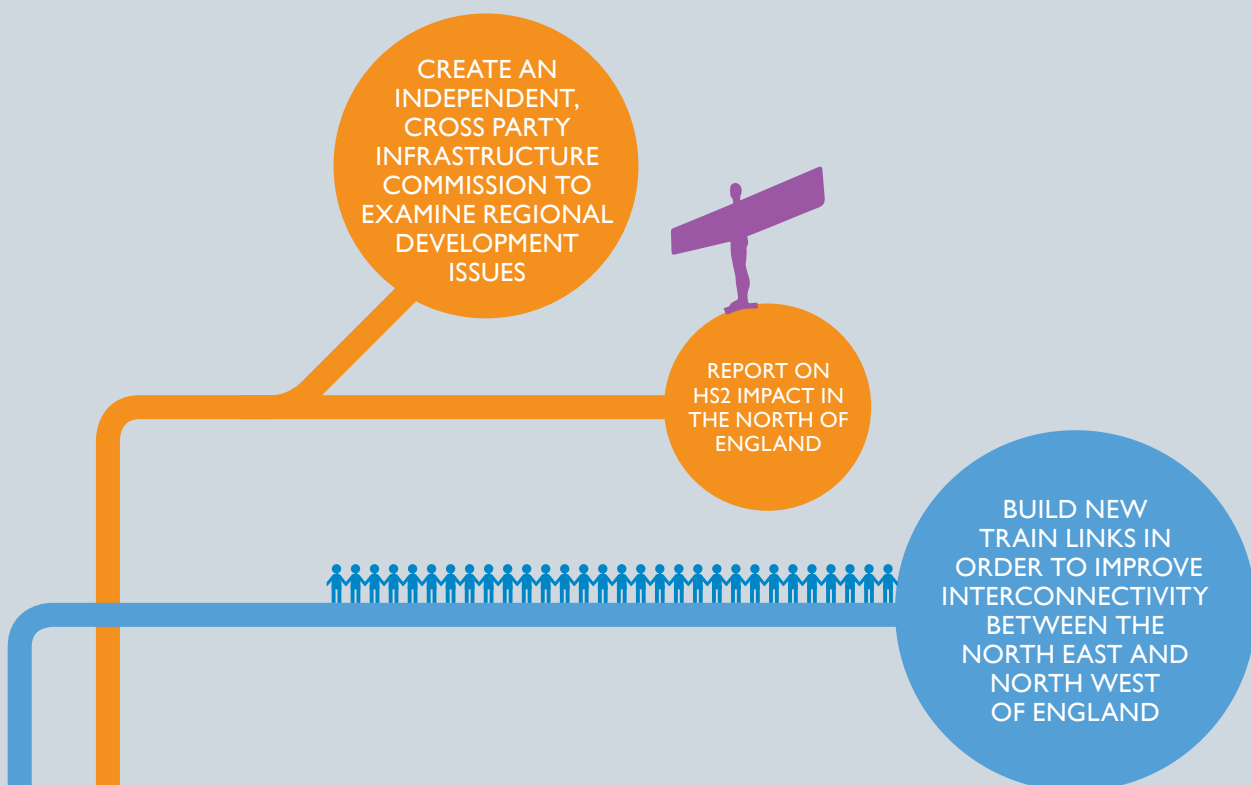 CREATE AN
INDEPENDENT,
CROSS PARTY
INFRASTRUCTURE
COMMISSION TO
EXAMINE REGIONAL
DEVELOPMENT
ISSUES
REPORT ON
HS2 IMPACT IN
THE NORTH OF
ENGLAND
BUILD NEW
TRAIN LINKS IN
ORDER TO IMPROVE
INTERCONNECTIVITY
BETWEEN THE
NORTH EAST AND
NORTH WEST
OF ENGLAND